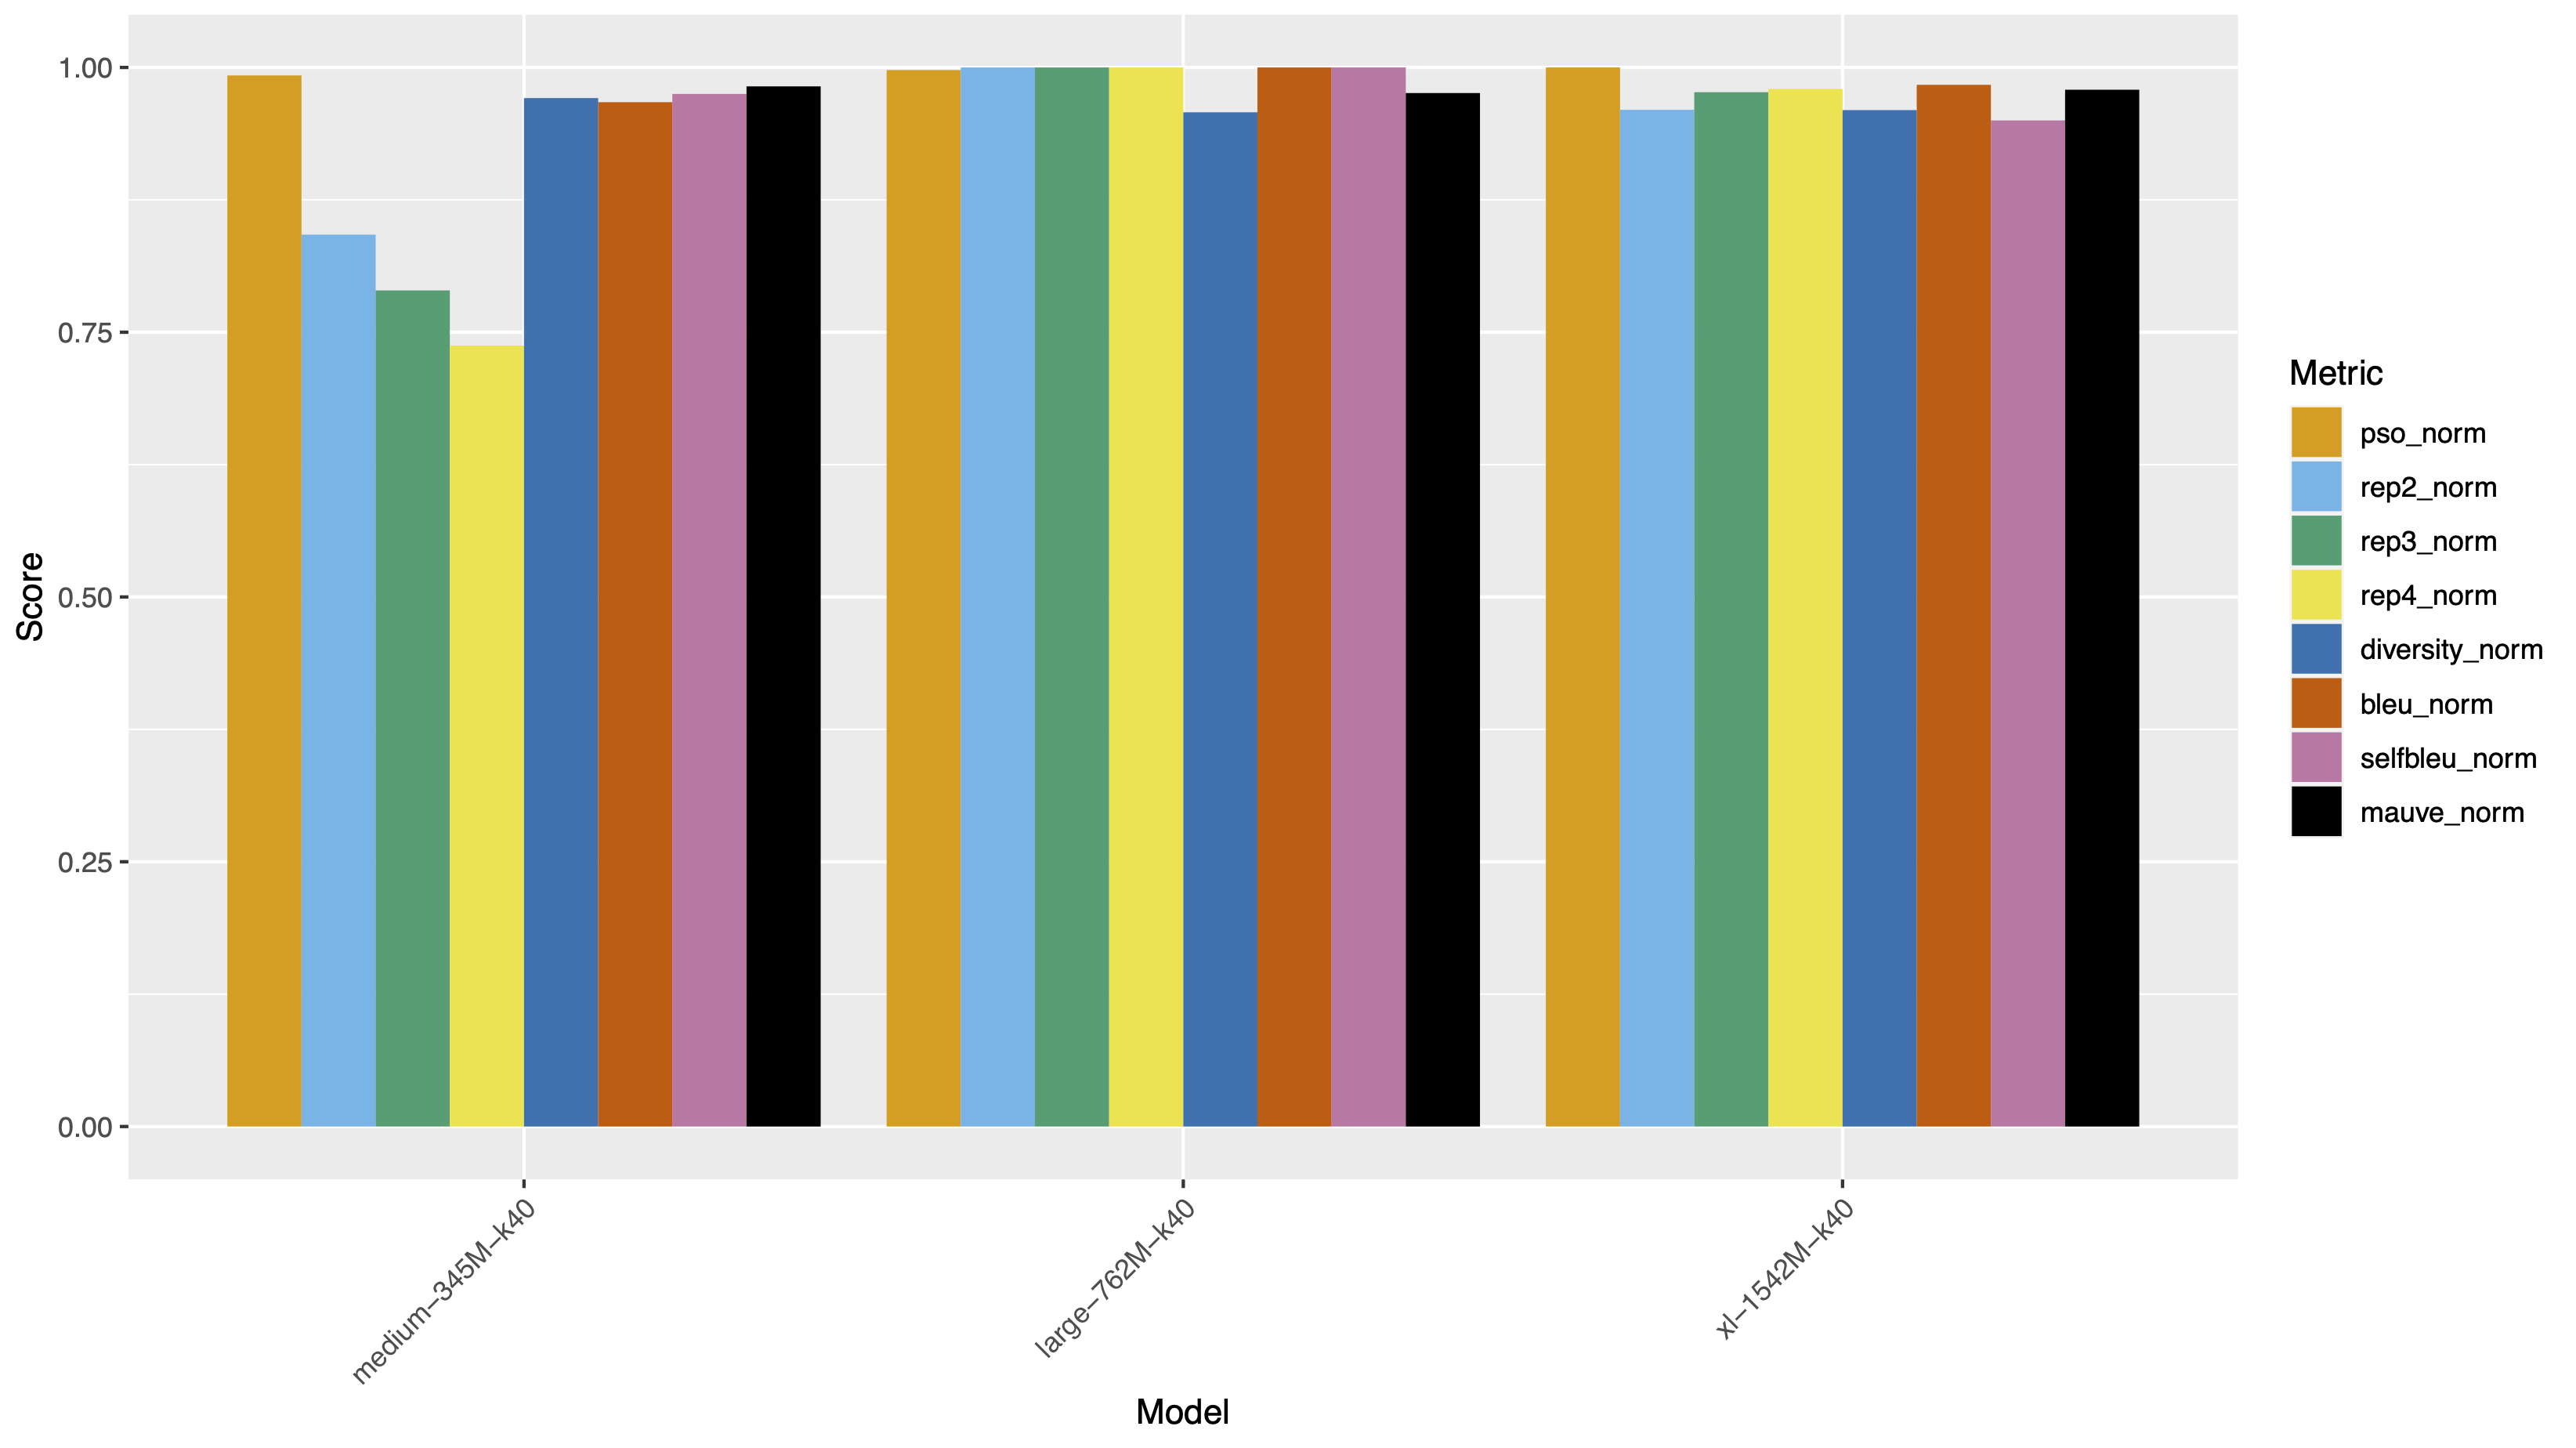 1.00
0.75
0.50
0.25
0.00
Score
medium−345M−k40
large−762M−k40
xl−1542M−k40
Model
Metric
pso_norm
rep2_norm
rep3_norm
rep4_norm
diversity_norm
bleu_norm
selfbleu_norm
mauve_norm